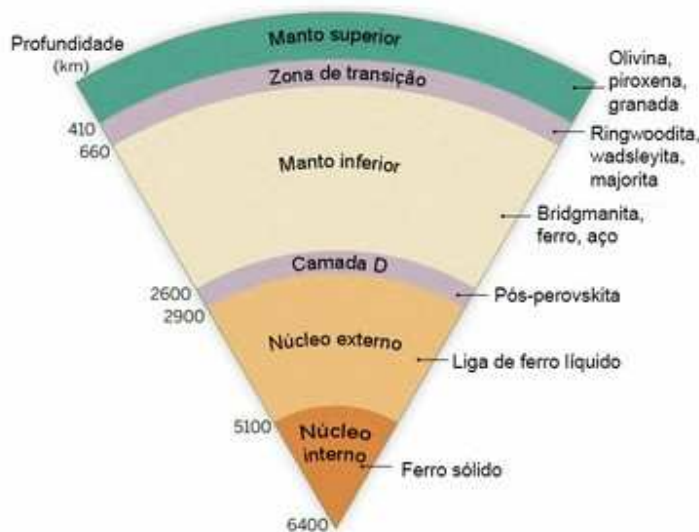 Profundidade
(km)
Manto superior
Olivina,
piroxena,
granada
Zona de transição
410
660
Ringwoodita,
wadsleyita,
majorita
Manto inferior
Bridgmanita,
ferro, aço
Camada D
2600
2900
Pós-perovskita
Núcleo externo
Liga de ferro líquido
5100
Núcleo
interno
Ferro sólido
6400